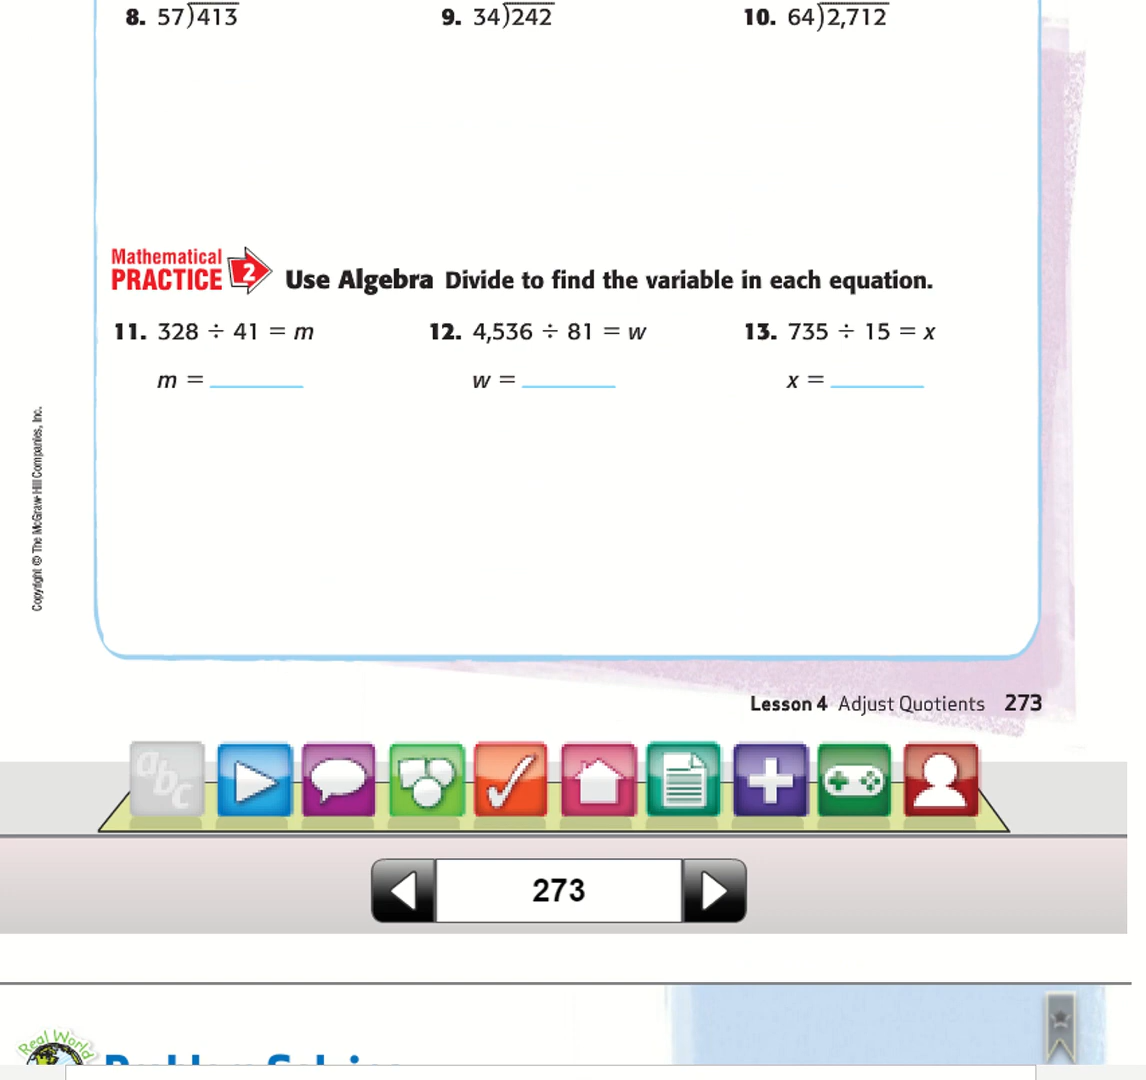 8. 57)413 9. 34)242 10. 64)2,712
Mathematical
PRACTICE 2 Use Algebra Divide to find the variable in each equation.
11. 328 ÷ 41 = m 12. 4,536 ÷ 81 = w 13. 735 ÷ 15 = x
m = w = x =
Copyright © The McGraw-Hill Companies, Inc.
Lesson 4 Adjust Quotients 273
abc
273
Real World